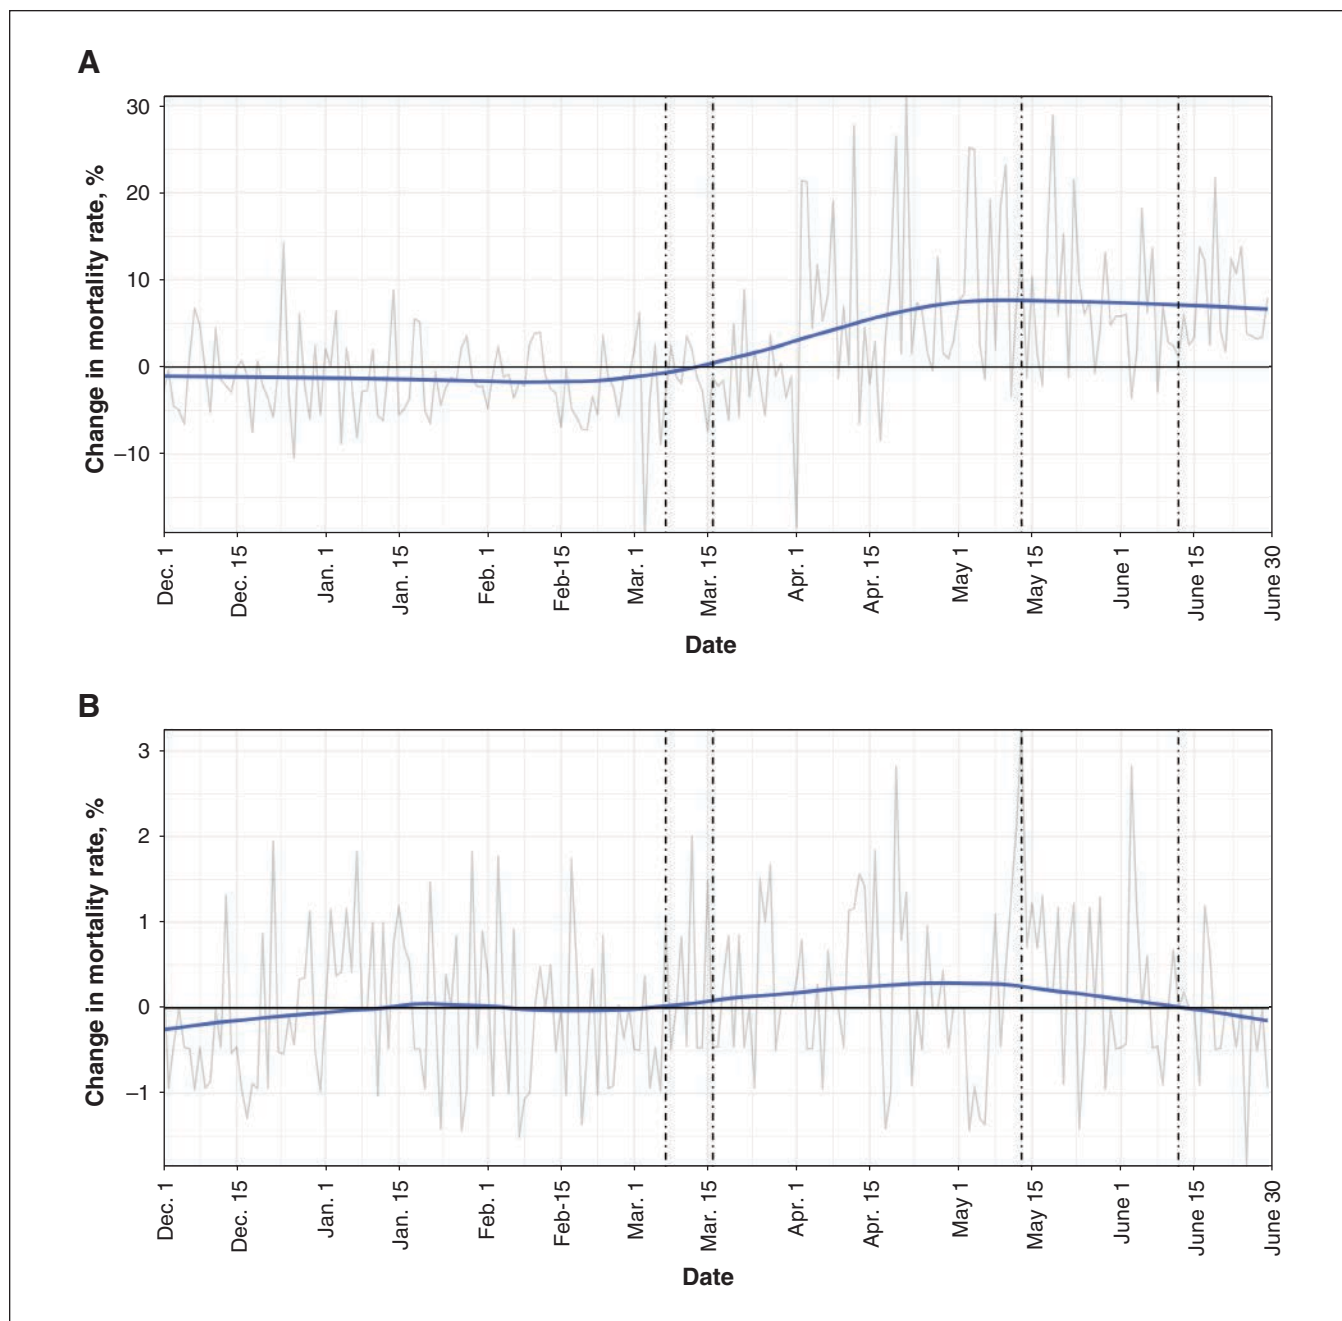 A
Change in mortality rate, %
30
20
10
0
–10
Dec. 1
Dec. 15
Jan. 1
Jan. 15
Feb. 1
Feb-15
Mar. 1
Mar. 15
Apr. 1
Apr. 15
May 1
May 15
June 1
June 15
June 30
Date
B
Change in mortality rate, %
3
2
1
0
–1
Dec. 1
Dec. 15
Jan. 1
Jan. 15
Feb. 1
Feb-15
Mar. 1
Mar. 15
Apr. 1
Apr. 15
May 1
May 15
June 1
June 15
June 30
Date